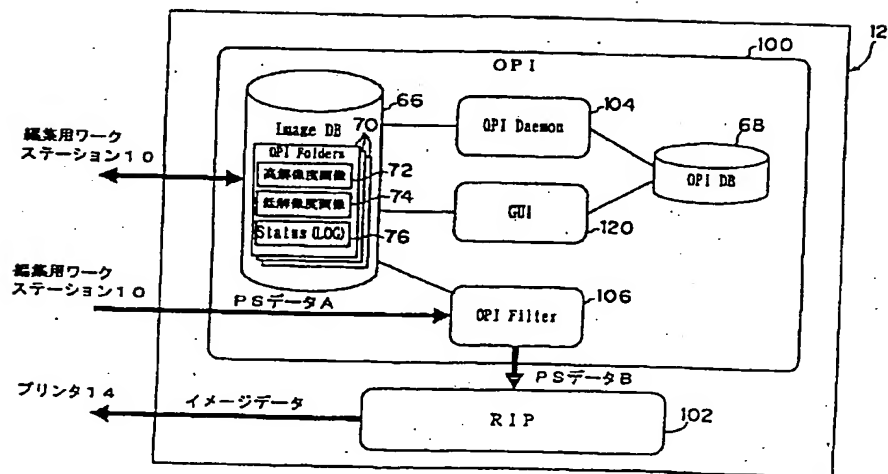 12
100
OPI
66
104
68
編集用ワーク
ステーション10
Image DB
70
OPI Daemon
OPI Folders
高解像度画像
72
OPI DB
低解像度画像
74
GUI
Status(LOG)
76
120
編集用ワーク
ステーション10
PSデータA
106
OPI Filter
PSデータB
プリンタ14
イメージデータ
RIP
102